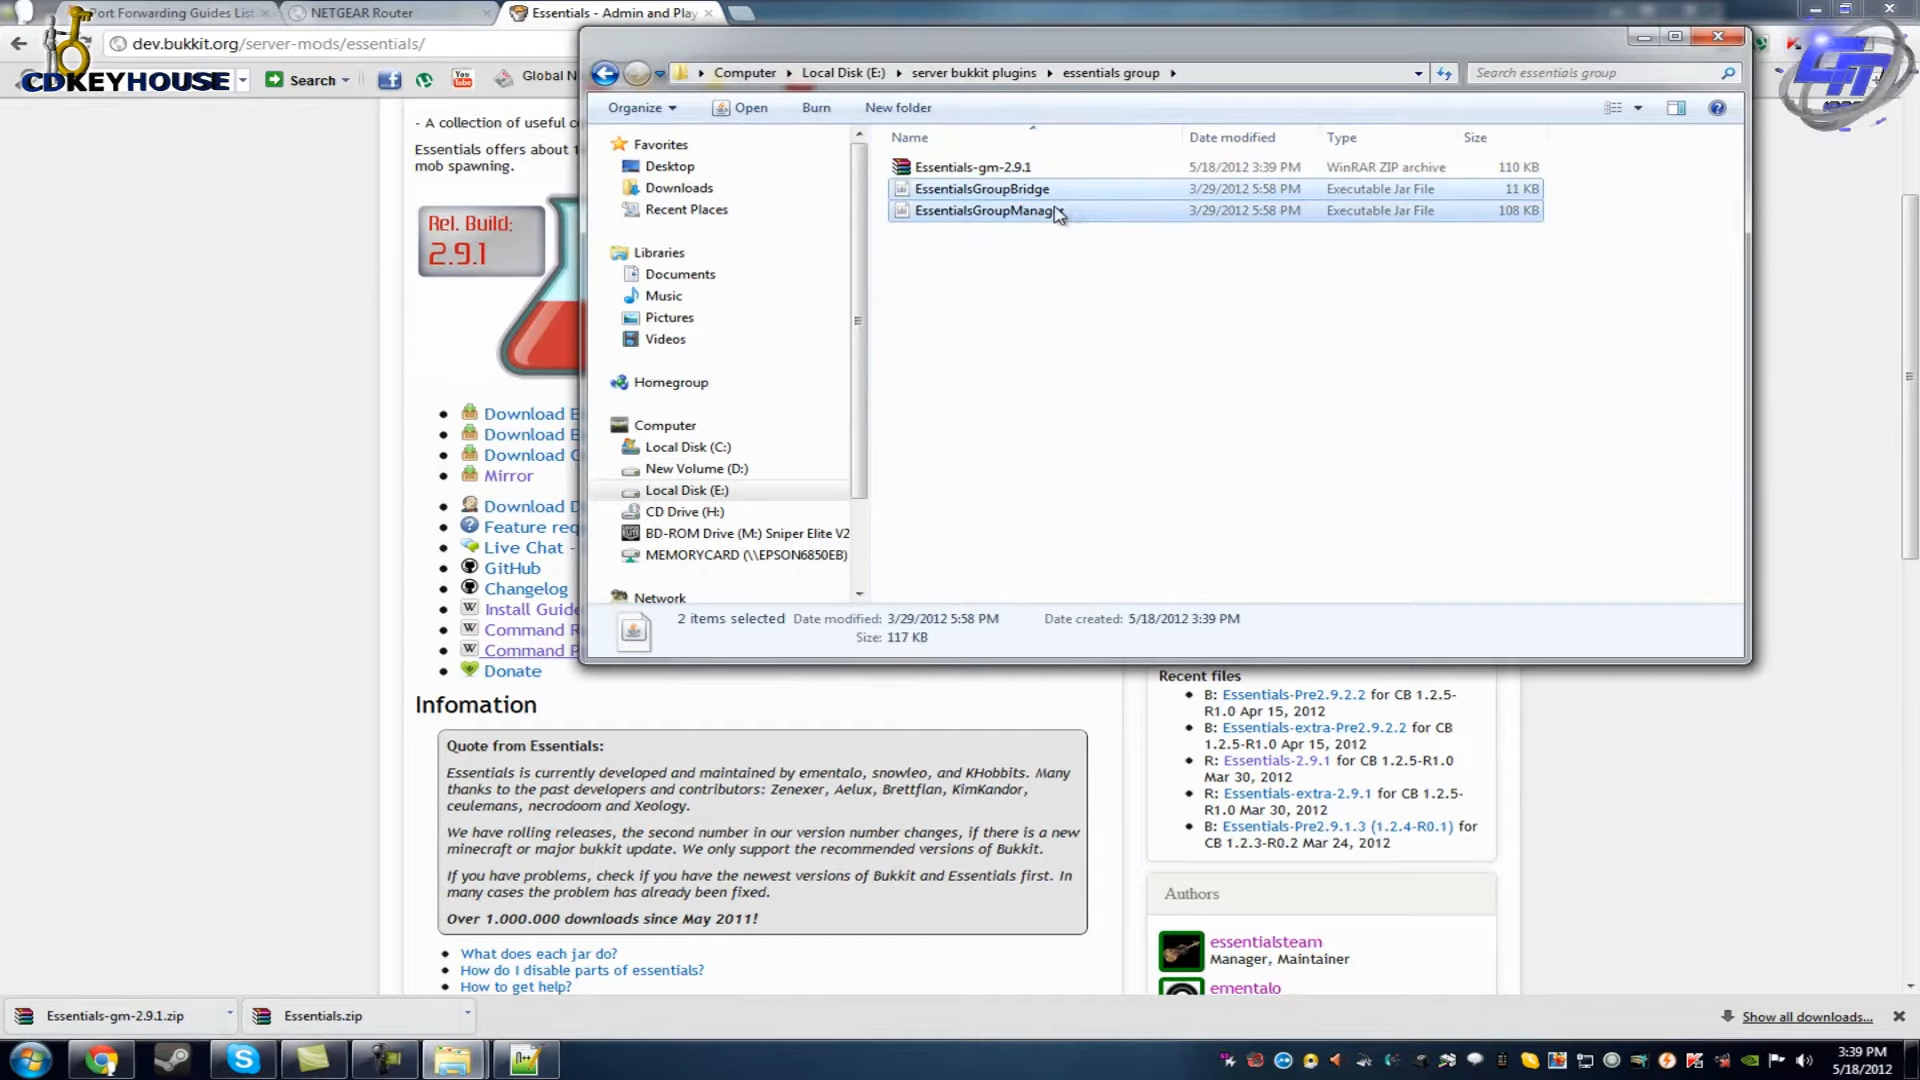 Port Forwarding Guides List
NETGEAR Router
Essentials - Admin and Play
dev.bukkit.org/server-mods/essentials/
CDKEYHOUSE
Search
Global N
Computer
Local Disk (E:)
server bukkit plugins
essentials group
Search essentials group
Organize
Open
Burn
New folder
Name
Date modified
Type
Size
Favorites
Desktop
Downloads
Recent Places
Libraries
Documents
Music
Pictures
Videos
Homegroup
Computer
Local Disk (C:)
New Volume (D:)
Local Disk (E:)
CD Drive (H:)
BD-ROM Drive (M:) Sniper Elite V2
MEMORYCARD (\\EPSON6850EB)
Network
Essentials-gm-2.9.1 5/18/2012 3:39 PM WinRAR ZIP archive 110 KB
EssentialsGroupBridge 3/29/2012 5:58 PM Executable Jar File 11 KB
EssentialsGroupManager 3/29/2012 5:58 PM Executable Jar File 108 KB
2 items selected Date modified: 3/29/2012 5:58 PM Date created: 5/18/2012 3:39 PM
Size: 117 KB
- A collection of useful c
Essentials offers about 1
mob spawning.
Rel. Build:
2.9.1
Download E
Download E
Download G
Mirror
Download D
Feature req
Live Chat -
GitHub
Changelog
Install Guide
Command R
Command P
Donate
Infomation
Quote from Essentials:
Essentials is currently developed and maintained by ementalo, snowleo, and KHobbits. Many
thanks to the past developers and contributors: Zenexer, Aelux, Brettflan, KimKandor,
ceulemans, necrodoom and Xeology.
We have rolling releases, the second number in our version number changes, if there is a new
minecraft or major bukkit update. We only support the recommended versions of Bukkit.
If you have problems, check if you have the newest versions of Bukkit and Essentials first. In
many cases the problem has already been fixed.
Over 1.000.000 downloads since May 2011!
What does each jar do?
How do I disable parts of essentials?
How to get help?
Recent files
B: Essentials-Pre2.9.2.2 for CB 1.2.5-
R1.0 Apr 15, 2012
B: Essentials-extra-Pre2.9.2.2 for CB
1.2.5-R1.0 Apr 15, 2012
R: Essentials-2.9.1 for CB 1.2.5-R1.0
Mar 30, 2012
R: Essentials-extra-2.9.1 for CB 1.2.5-
R1.0 Mar 30, 2012
B: Essentials-Pre2.9.1.3 (1.2.4-R0.1) for
CB 1.2.3-R0.2 Mar 24, 2012
Authors
essentialsteam
Manager, Maintainer
ementalo
Essentials-gm-2.9.1.zip
Essentials.zip
Show all downloads...
3:39 PM
5/18/2012